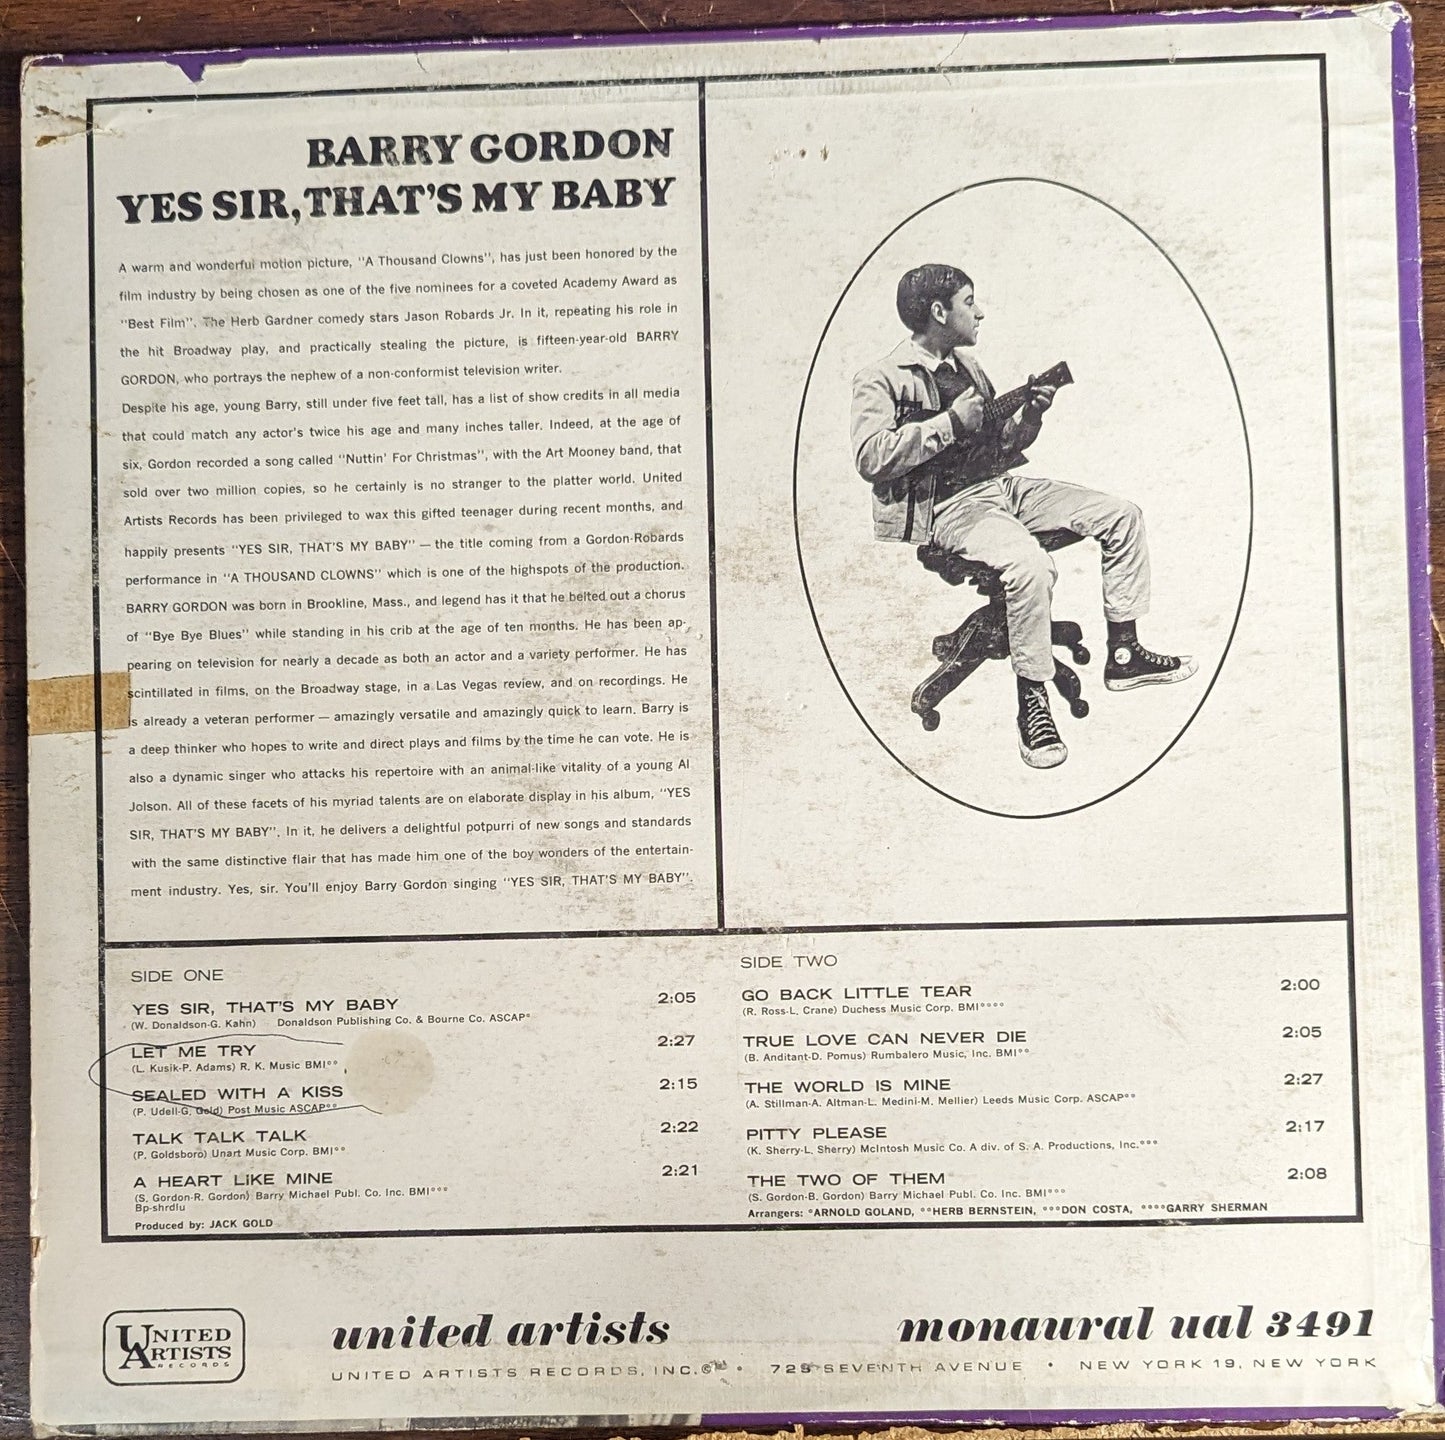 BARRY GORDON
YES SIR, THAT'S MY BABY
A warm and wonderful motion picture, "A Thousand Clowns", has just been honored by the
film industry by being chosen as one of the five nominees for a coveted Academy Award as
"Best Film". The Herb Gardner comedy stars Jason Robards Jr. In it, repeating his role in
the hit Broadway play, and practically stealing the picture, is fifteen-year-old BARRY
GORDON, who portrays the nephew of a non-conformist television writer.
Despite his age, young Barry, still under five feet tall, has a list of show credits in all media
that could match any actor's twice his age and many inches taller. Indeed, at the age of
six, Gordon recorded a song called "Nuttin' For Christmas", with the Art Mooney band, that
sold over two million copies, so he certainly is no stranger to the platter world. United
Artists Records has been privileged to wax this gifted teenager during recent months, and
happily presents "YES SIR, THAT'S MY BABY" — the title coming from a Gordon-Robards
performance in "A THOUSAND CLOWNS" which is one of the highspots of the production.
BARRY GORDON was born in Brookline, Mass., and legend has it that he belted out a chorus
of "Bye Bye Blues" while standing in his crib at the age of ten months. He has been ap-
pearing on television for nearly a decade as both an actor and a variety performer. He has
scintillated in films, on the Broadway stage, in a Las Vegas review, and on recordings. He
is already a veteran performer — amazingly versatile and amazingly quick to learn. Barry is
a deep thinker who hopes to write and direct plays and films by the time he can vote. He is
also a dynamic singer who attacks his repertoire with an animal-like vitality of a young Al
Jolson. All of these facets of his myriad talents are on elaborate display in his album, "YES
SIR, THAT'S MY BABY". In it, he delivers a delightful potpurri of new songs and standards
with the same distinctive flair that has made him one of the boy wonders of the entertain-
ment industry. Yes, sir. You'll enjoy Barry Gordon singing "YES SIR, THAT'S MY BABY".
SIDE ONE
YES SIR, THAT'S MY BABY 2:05
(W. Donaldson-G. Kahn) Donaldson Publishing Co. & Bourne Co. ASCAP°
LET ME TRY 2:27
(L. Kusik-P. Adams) R. K. Music BMI°°
SEALED WITH A KISS 2:15
(P. Udell-G. Geld) Post Music ASCAP°°
TALK TALK TALK 2:22
(P. Goldsboro) Unart Music Corp. BMI°°
A HEART LIKE MINE 2:21
(S. Gordon-R. Gordon) Barry Michael Publ. Co. Inc. BMI°°°
Bp-shrdlu
Produced by: JACK GOLD
SIDE TWO
GO BACK LITTLE TEAR 2:00
(R. Ross-L. Crane) Duchess Music Corp. BMI°°°°
TRUE LOVE CAN NEVER DIE 2:05
(B. Anditant-D. Pomus) Rumbalero Music, Inc. BMI°°
THE WORLD IS MINE 2:27
(A. Stillman-A. Altman-L. Medini-M. Mellier) Leeds Music Corp. ASCAP°°
PITTY PLEASE 2:17
(K. Sherry-L. Sherry) McIntosh Music Co. A div. of S. A. Productions, Inc.°°°
THE TWO OF THEM 2:08
(S. Gordon-B. Gordon) Barry Michael Publ. Co. Inc. BMI°°°
Arrangers: °ARNOLD GOLAND, °°HERB BERNSTEIN, °°°DON COSTA, °°°°GARRY SHERMAN
UNITED ARTISTS RECORDS
united artists
monaural ual 3491
UNITED ARTISTS RECORDS, INC.© • 729 SEVENTH AVENUE • NEW YORK 19, NEW YORK